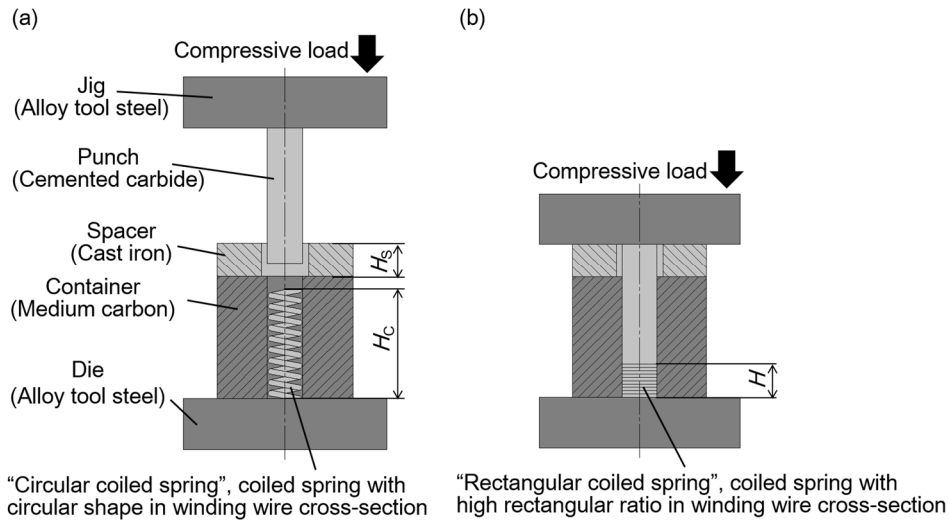 (a)
Compressive load
Jig
(Alloy tool steel)
Punch
(Cemented carbide)
Spacer
(Cast iron)
Container
(Medium carbon)
Die
(Alloy tool steel)
HS
HC
“Circular coiled spring”, coiled spring with
circular shape in winding wire cross-section
(b)
Compressive load
H
“Rectangular coiled spring”, coiled spring with
high rectangular ratio in winding wire cross-section